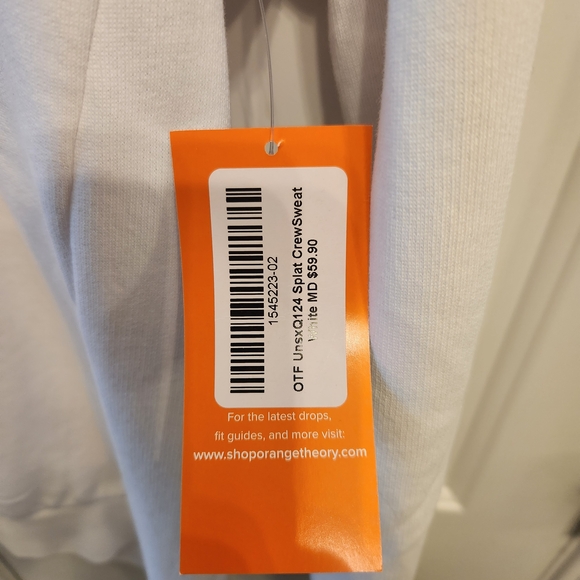 1545223-02
OTF UnsxQ124 Splat CrewSweat
White MD $59.90
For the latest drops,
fit guides, and more visit:
www.shoporangetheory.com